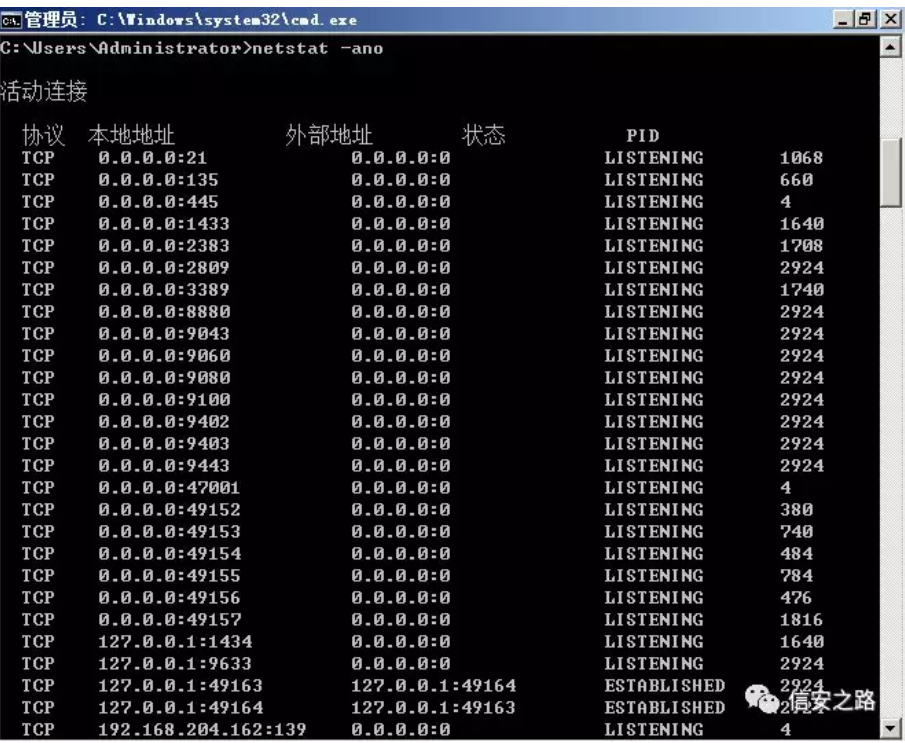 管理员: C:\Windows\system32\cmd.exe
C:\Users\Administrator>netstat -ano
活动连接
协议 本地地址 外部地址 状态 PID
TCP 0.0.0.0:21 0.0.0.0:0 LISTENING 1068
TCP 0.0.0.0:135 0.0.0.0:0 LISTENING 660
TCP 0.0.0.0:445 0.0.0.0:0 LISTENING 4
TCP 0.0.0.0:1433 0.0.0.0:0 LISTENING 1640
TCP 0.0.0.0:2383 0.0.0.0:0 LISTENING 1708
TCP 0.0.0.0:2809 0.0.0.0:0 LISTENING 2924
TCP 0.0.0.0:3389 0.0.0.0:0 LISTENING 1740
TCP 0.0.0.0:8880 0.0.0.0:0 LISTENING 2924
TCP 0.0.0.0:9043 0.0.0.0:0 LISTENING 2924
TCP 0.0.0.0:9060 0.0.0.0:0 LISTENING 2924
TCP 0.0.0.0:9080 0.0.0.0:0 LISTENING 2924
TCP 0.0.0.0:9100 0.0.0.0:0 LISTENING 2924
TCP 0.0.0.0:9402 0.0.0.0:0 LISTENING 2924
TCP 0.0.0.0:9403 0.0.0.0:0 LISTENING 2924
TCP 0.0.0.0:9443 0.0.0.0:0 LISTENING 2924
TCP 0.0.0.0:47001 0.0.0.0:0 LISTENING 4
TCP 0.0.0.0:49152 0.0.0.0:0 LISTENING 380
TCP 0.0.0.0:49153 0.0.0.0:0 LISTENING 740
TCP 0.0.0.0:49154 0.0.0.0:0 LISTENING 484
TCP 0.0.0.0:49155 0.0.0.0:0 LISTENING 784
TCP 0.0.0.0:49156 0.0.0.0:0 LISTENING 476
TCP 0.0.0.0:49157 0.0.0.0:0 LISTENING 1816
TCP 127.0.0.1:1434 0.0.0.0:0 LISTENING 1640
TCP 127.0.0.1:9633 0.0.0.0:0 LISTENING 2924
TCP 127.0.0.1:49163 127.0.0.1:49164 ESTABLISHED 2924
TCP 127.0.0.1:49164 127.0.0.1:49163 ESTABLISHED
信安之路
TCP 192.168.204.162:139 0.0.0.0:0 LISTENING 4